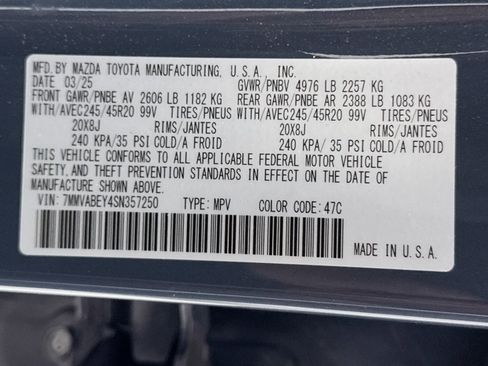 MFD. BY MAZDA TOYOTA MANUFACTURING, U.S.A., INC.
DATE 03/25 GVWR/PNBV 4976 LB 2257 KG
FRONT GAWR/PNBE AV 2606 LB 1182 KG REAR GAWR/PNBE AR 2388 LB 1083 KG
WITH/AVEC245/45R20 99V TIRES/PNEUS WITH/AVEC245/45R20 99V TIRES/PNEUS
20X8J RIMS/JANTES 20X8J RIMS/JANTES
240 KPA/35 PSI COLD/A FROID 240 KPA/35 PSI COLD/A FROID
THIS VEHICLE CONFORMS TO ALL APPLICABLE FEDERAL MOTOR VEHICLE
SAFETY, AND THEFT PREVENTION STANDARDS IN EFFECT ON THE DATE OF
MANUFACTURE SHOWN ABOVE.
VIN: 7MMVABEY4SN357250 TYPE: MPV COLOR CODE: 47C
MADE IN U.S.A.